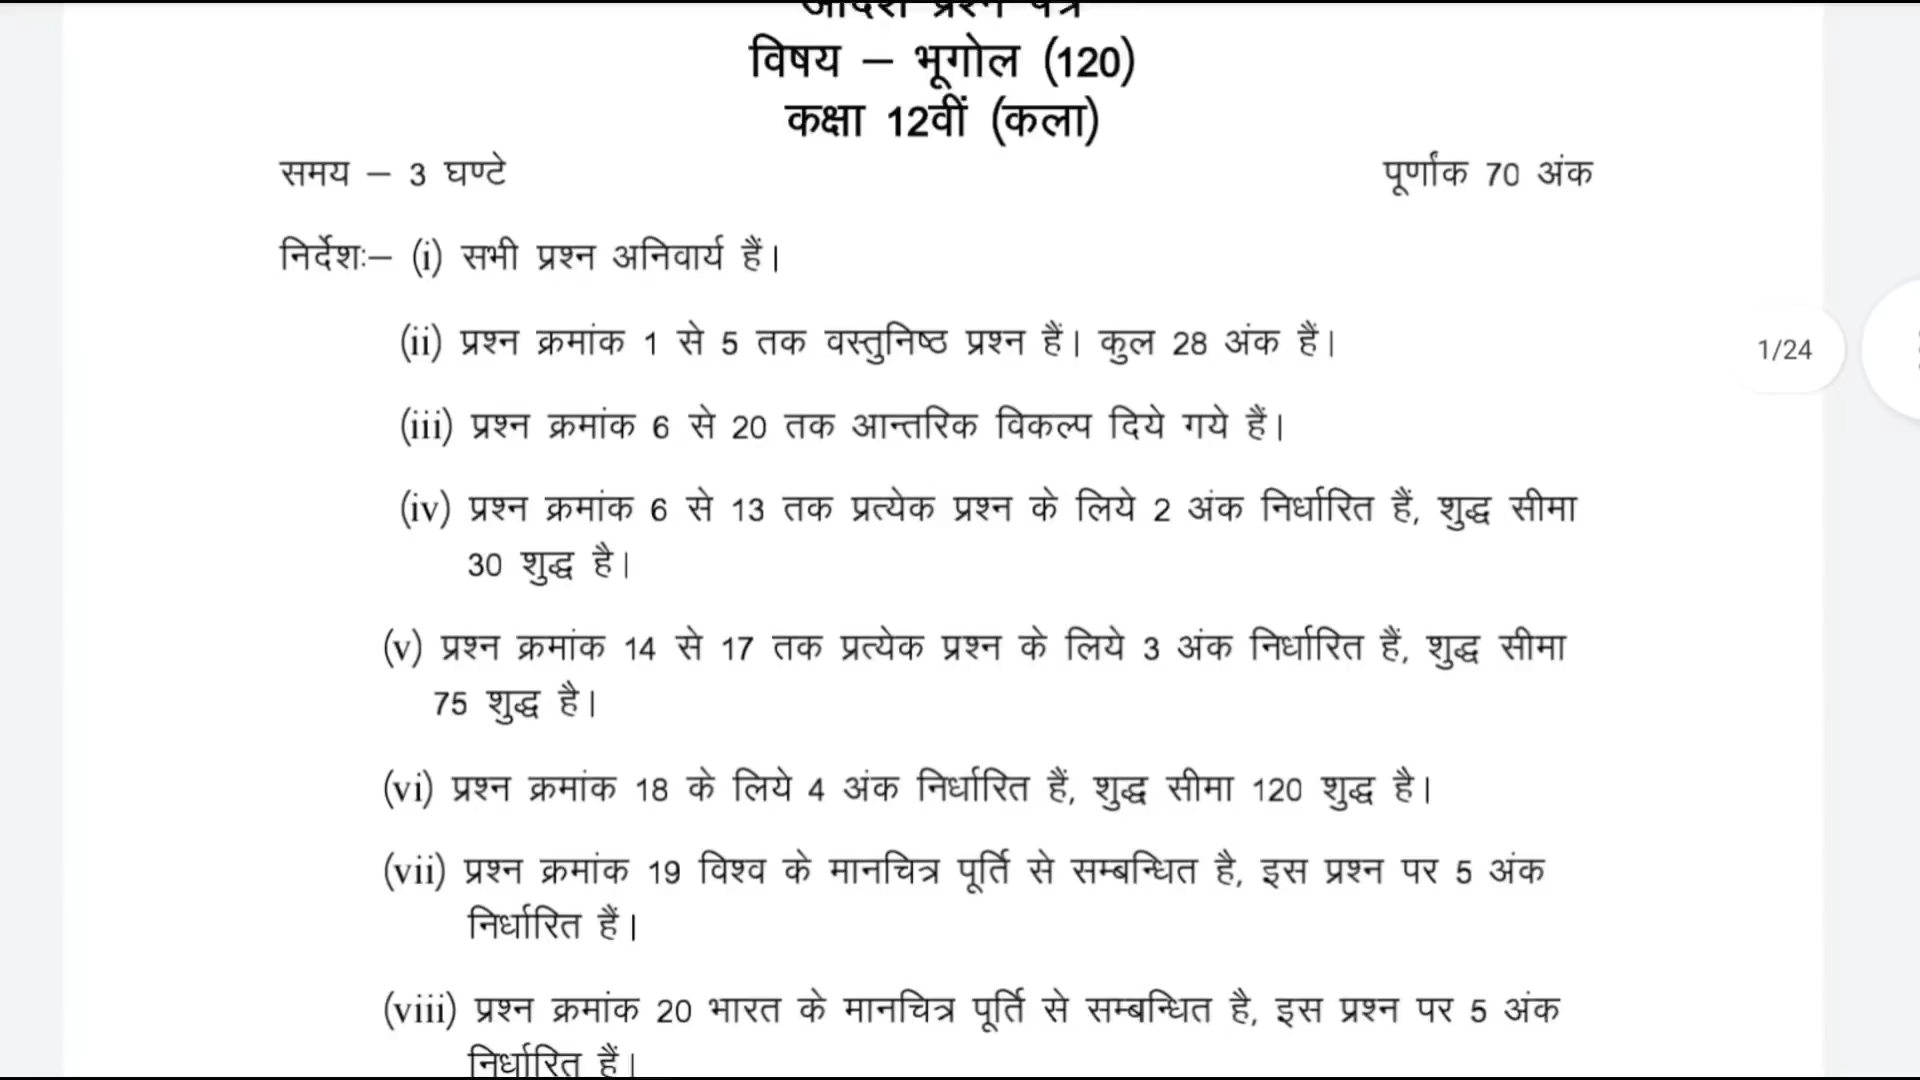 आदर्श प्रश्न पत्र
विषय – भूगोल (120)
कक्षा 12वीं (कला)
समय – 3 घण्टे पूर्णांक 70 अंक
निर्देशः– (i) सभी प्रश्न अनिवार्य हैं।
(ii) प्रश्न क्रमांक 1 से 5 तक वस्तुनिष्ठ प्रश्न हैं। कुल 28 अंक हैं।
1/24
(iii) प्रश्न क्रमांक 6 से 20 तक आन्तरिक विकल्प दिये गये हैं।
(iv) प्रश्न क्रमांक 6 से 13 तक प्रत्येक प्रश्न के लिये 2 अंक निर्धारित हैं, शुद्ध सीमा
30 शुद्ध है।
(v) प्रश्न क्रमांक 14 से 17 तक प्रत्येक प्रश्न के लिये 3 अंक निर्धारित हैं, शुद्ध सीमा
75 शुद्ध है।
(vi) प्रश्न क्रमांक 18 के लिये 4 अंक निर्धारित हैं, शुद्ध सीमा 120 शुद्ध है।
(vii) प्रश्न क्रमांक 19 विश्व के मानचित्र पूर्ति से सम्बन्धित है, इस प्रश्न पर 5 अंक
निर्धारित हैं।
(viii) प्रश्न क्रमांक 20 भारत के मानचित्र पूर्ति से सम्बन्धित है, इस प्रश्न पर 5 अंक
निर्धारित हैं।